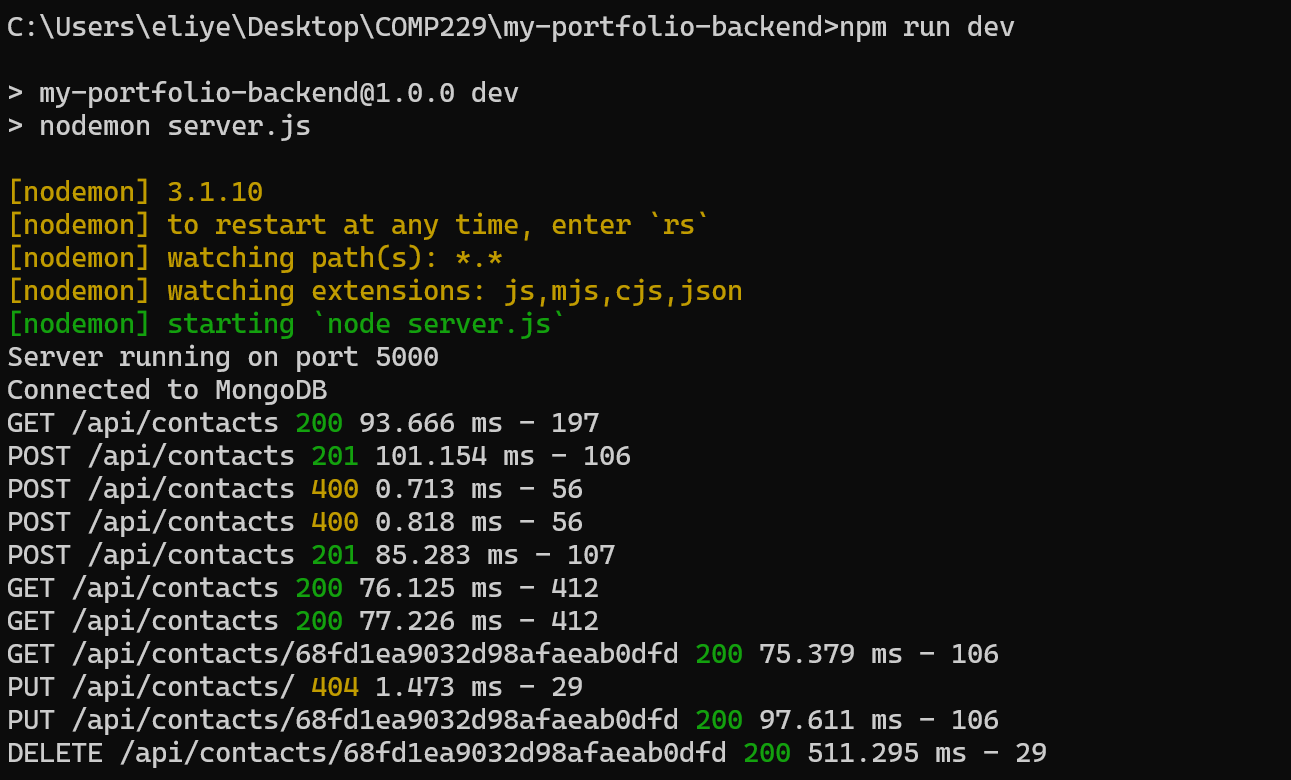 C:\Users\eliye\Desktop\COMP229\my-portfolio-backend>npm run dev
> my-portfolio-backend@1.0.0 dev
> nodemon server.js
[nodemon] 3.1.10
[nodemon] to restart at any time, enter `rs`
[nodemon] watching path(s): *.*
[nodemon] watching extensions: js,mjs,cjs,json
[nodemon] starting `node server.js`
Server running on port 5000
Connected to MongoDB
GET /api/contacts 200 93.666 ms - 197
POST /api/contacts 201 101.154 ms - 106
POST /api/contacts 400 0.713 ms - 56
POST /api/contacts 400 0.818 ms - 56
POST /api/contacts 201 85.283 ms - 107
GET /api/contacts 200 76.125 ms - 412
GET /api/contacts 200 77.226 ms - 412
GET /api/contacts/68fd1ea9032d98afaeab0dfd 200 75.379 ms - 106
PUT /api/contacts/ 404 1.473 ms - 29
PUT /api/contacts/68fd1ea9032d98afaeab0dfd 200 97.611 ms - 106
DELETE /api/contacts/68fd1ea9032d98afaeab0dfd 200 511.295 ms - 29